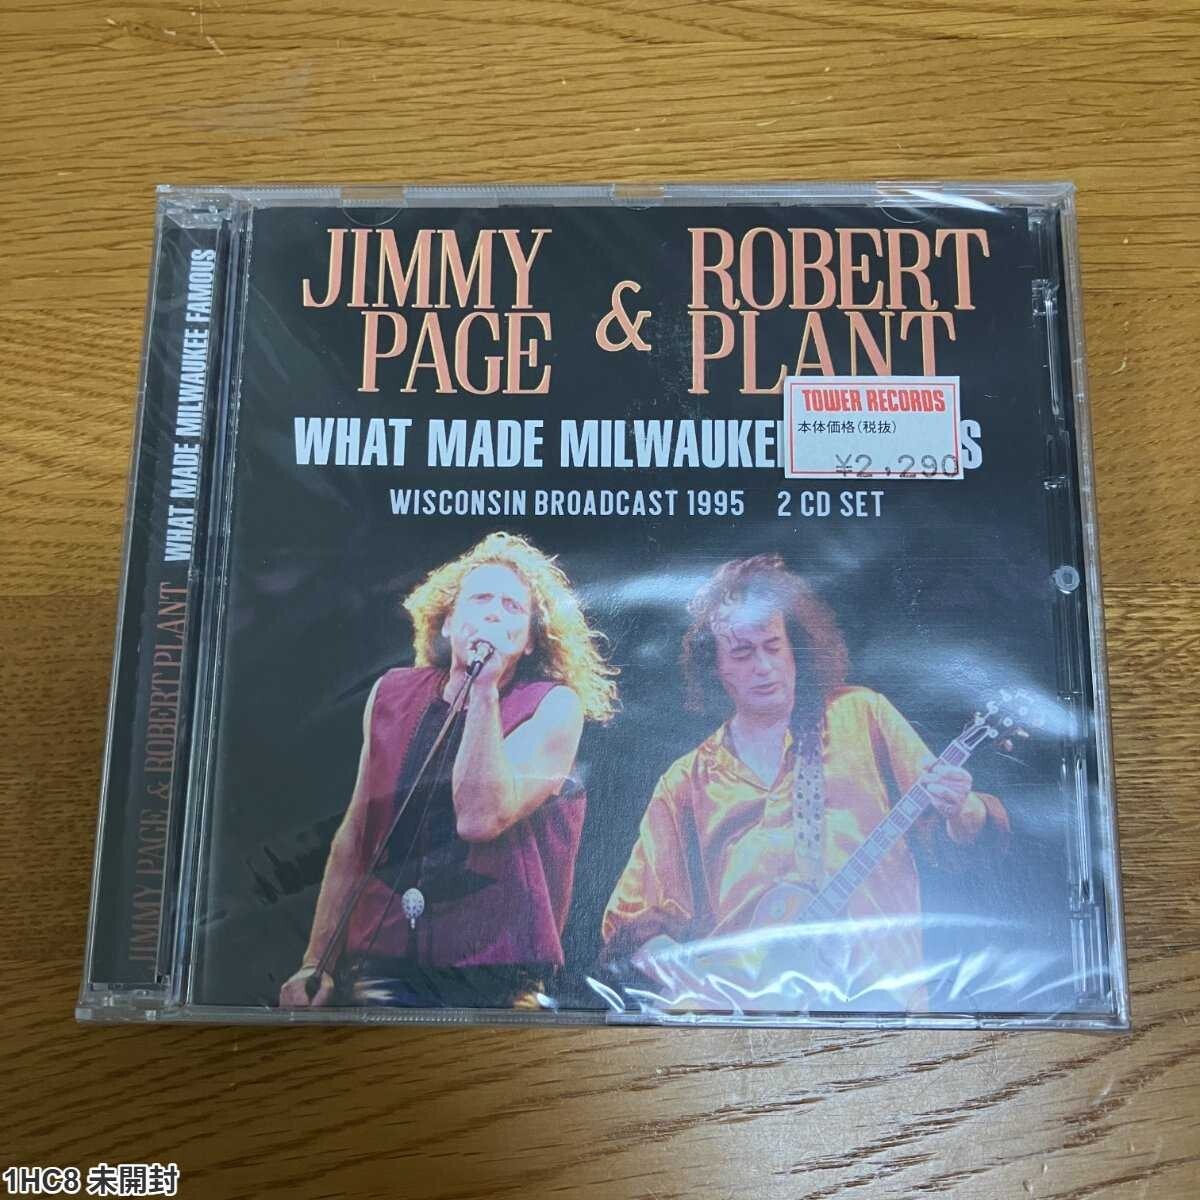 JIMMY PAGE & ROBERT PLANT WHAT MADE MILWAUKEE FAMOUS
JIMMY PAGE & ROBERT PLANT
WHAT MADE MILWAUKE S
WISCONSIN BROADCAST 1995 2 CD SET
TOWER RECORDS
本体価格(税抜)
¥2,290
1HC8 未開封